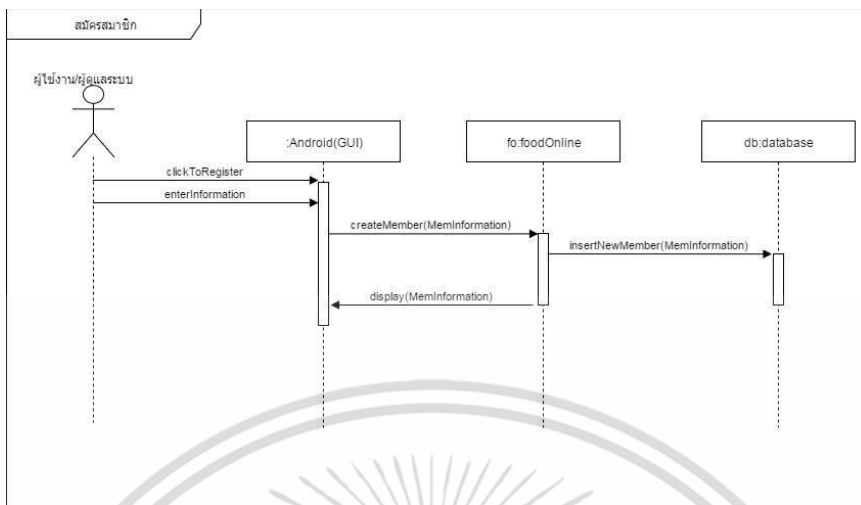 สมัครสมาชิก
ผู้ใช้งาน/ผู้ดูแลระบบ
:Android(GUI)
fo:foodOnline
db:database
clickToRegister
enterInformation
createMember(MemInformation)
insertNewMember(MemInformation)
display(MemInformation)